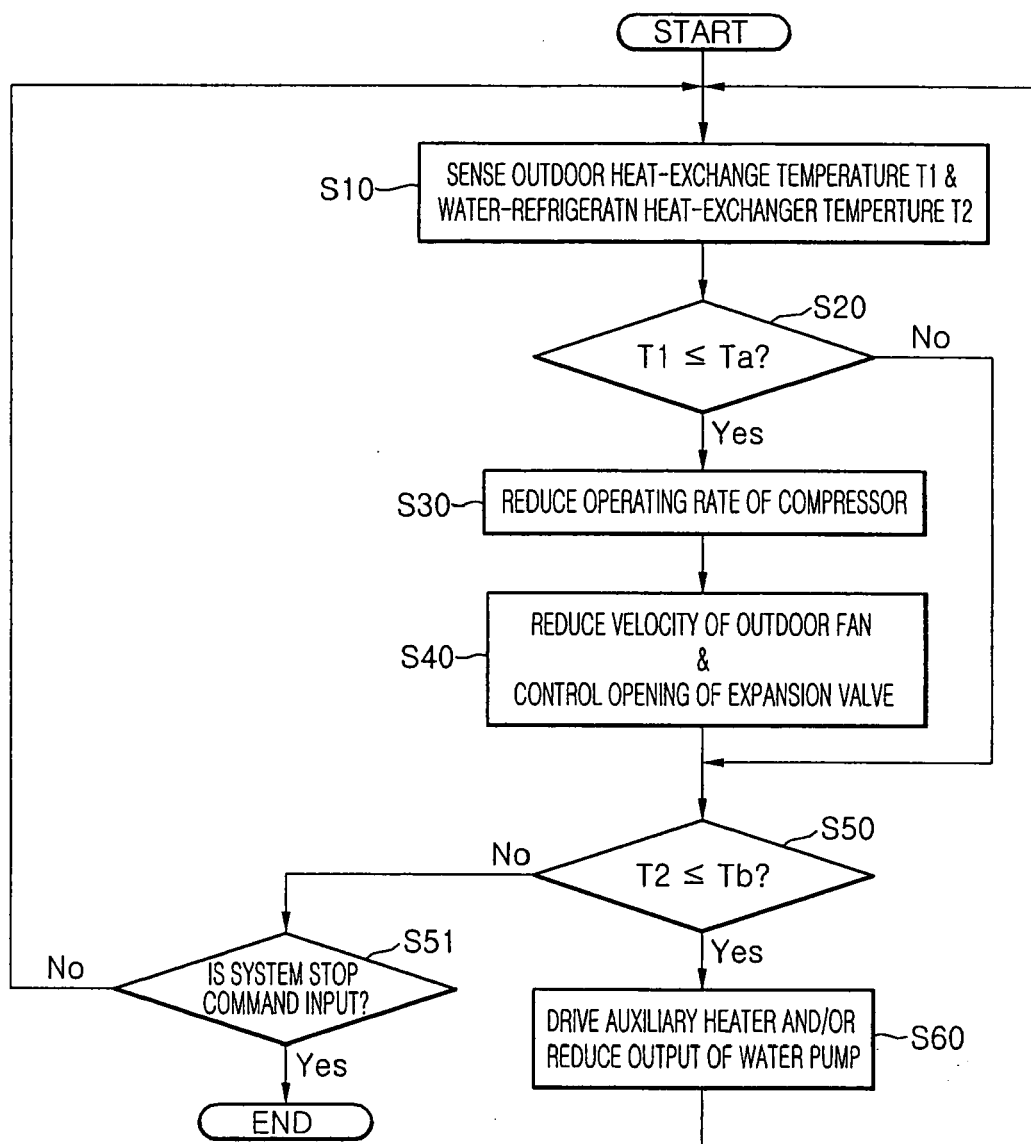 START
S10
SENSE OUTDOOR HEAT-EXCHANGE TEMPERATURE T1 &
WATER-REFRIGERATN HEAT-EXCHANGER TEMPERTURE T2
S20
T1 ≤ Ta?
No
Yes
S30
REDUCE OPERATING RATE OF COMPRESSOR
S40
REDUCE VELOCITY OF OUTDOOR FAN
&
CONTROL OPENING OF EXPANSION VALVE
S50
T2 ≤ Tb?
No
Yes
S51
IS SYSTEM STOP
COMMAND INPUT?
No
Yes
END
S60
DRIVE AUXILIARY HEATER AND/OR
REDUCE OUTPUT OF WATER PUMP